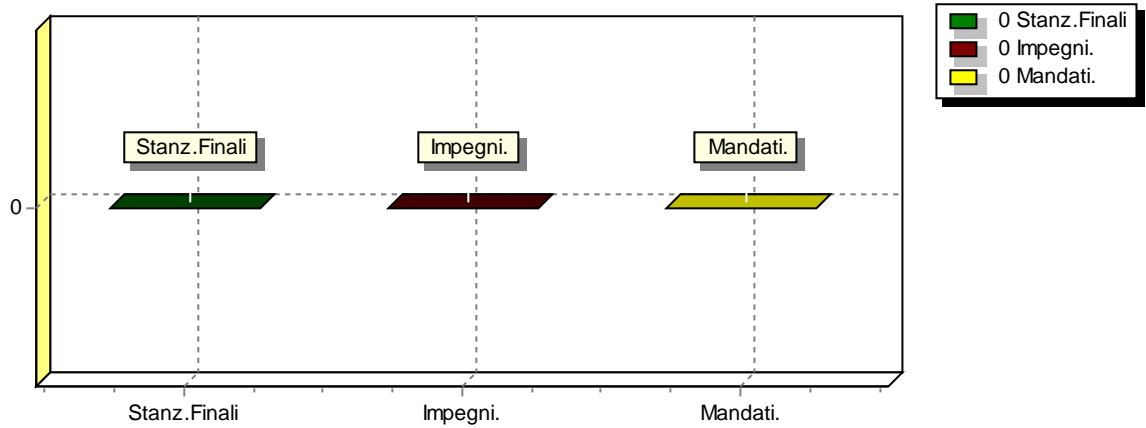 0 Stanz.Finali
0 Impegni.
0 Mandati.
Stanz.Finali
Impegni.
Mandati.
0
Stanz.Finali
Impegni.
Mandati.